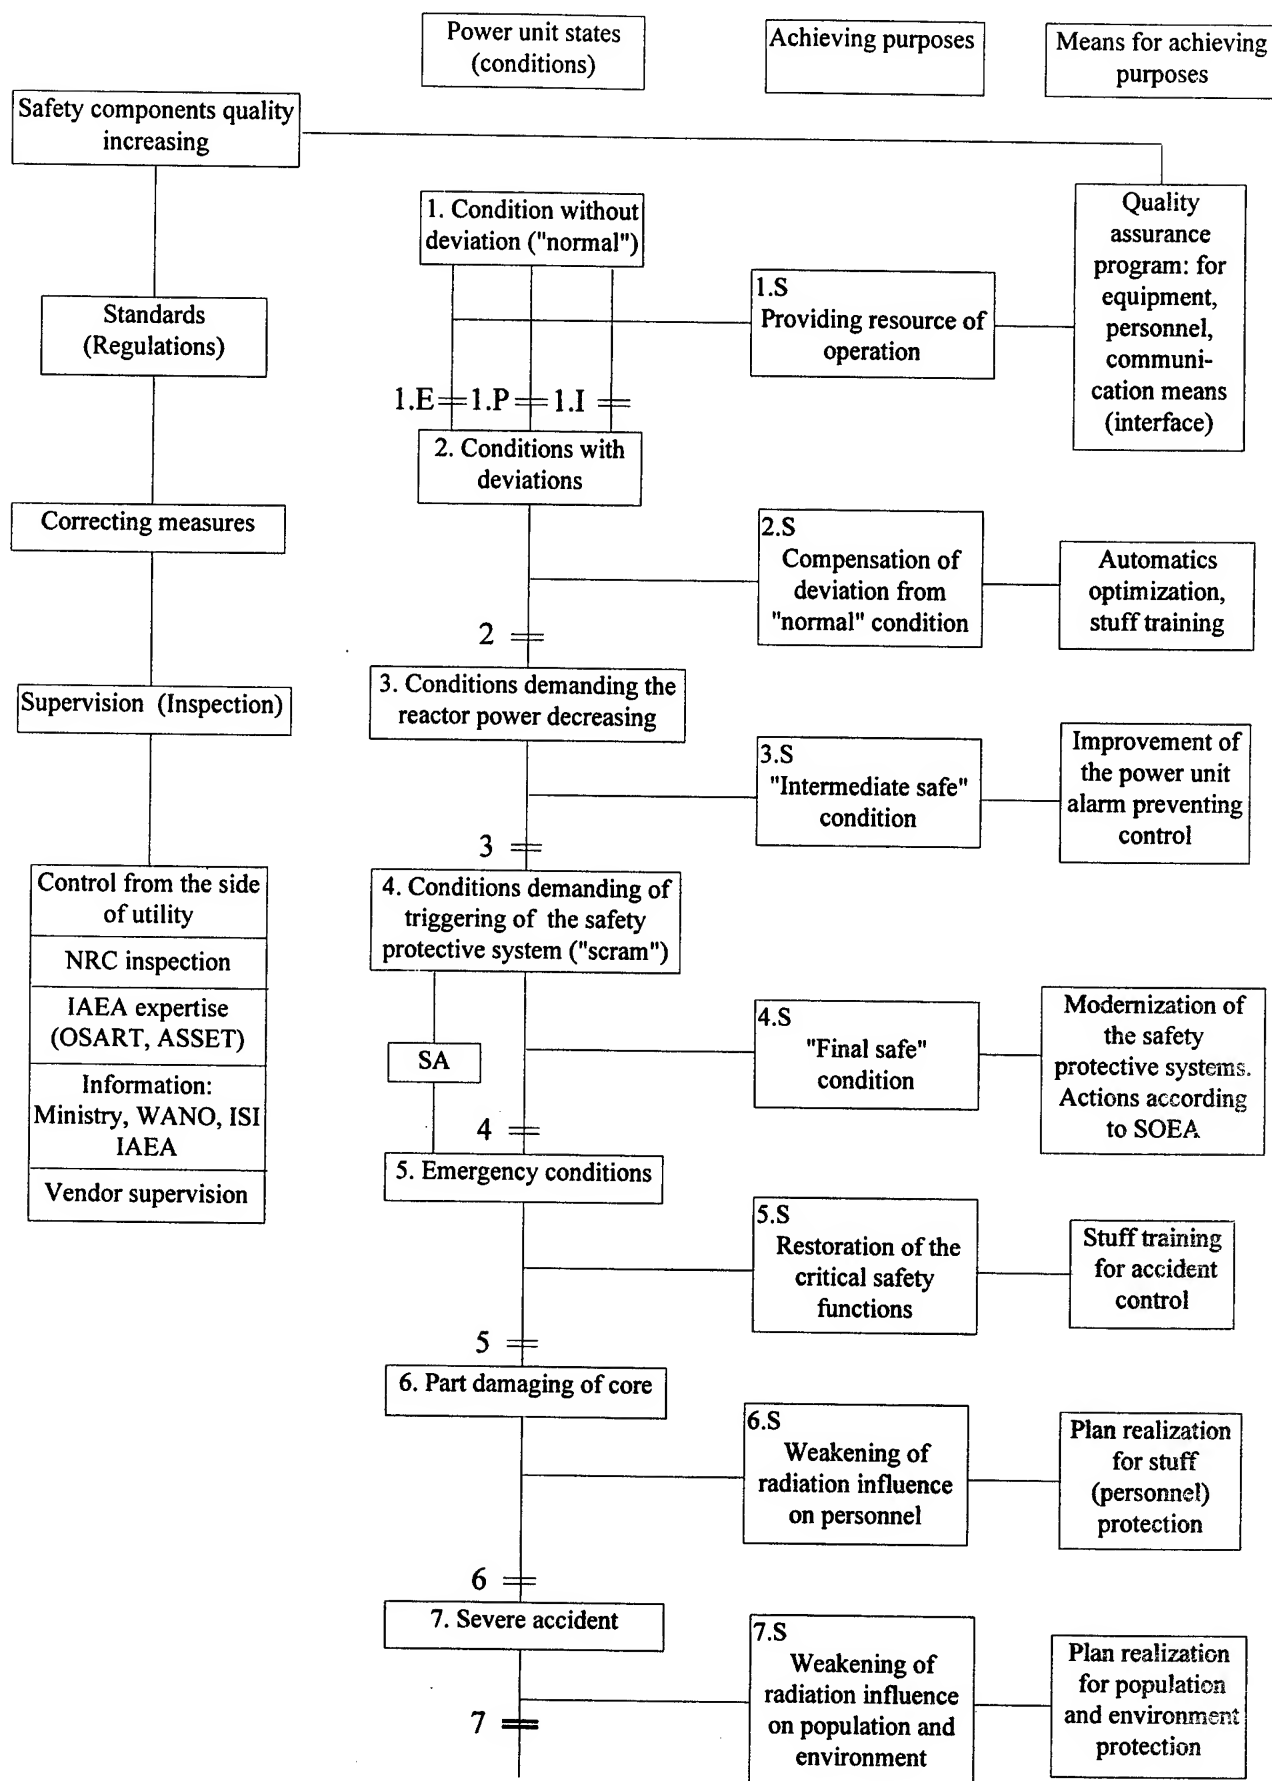 Power unit states
(conditions)
Achieving purposes
Means for achieving
purposes
Safety components quality
increasing
Standards
(Regulations)
Correcting measures
Supervision (Inspection)
Control from the side
of utility
NRC inspection
IAEA expertise
(OSART, ASSET)
Information:
Ministry, WANO, ISI
IAEA
Vendor supervision
1. Condition without
deviation ("normal")
1.E
1.P
1.I
1.S
Providing resource of
operation
Quality
assurance
program: for
equipment,
personnel,
communi-
cation means
(interface)
2. Conditions with
deviations
2.S
Compensation of
deviation from
"normal" condition
Automatics
optimization,
stuff training
2
3. Conditions demanding the
reactor power decreasing
3.S
"Intermediate safe"
condition
Improvement of
the power unit
alarm preventing
control
3
4. Conditions demanding of
triggering of the safety
protective system ("scram")
SA
4.S
"Final safe"
condition
Modernization of
the safety
protective systems.
Actions according
to SOEA
4
5. Emergency conditions
5.S
Restoration of the
critical safety
functions
Stuff training
for accident
control
5
6. Part damaging of core
6.S
Weakening of
radiation influence
on personnel
Plan realization
for stuff
(personnel)
protection
6
7. Severe accident
7.S
Weakening of
radiation influence
on population and
environment
Plan realization
for population
and environment
protection
7